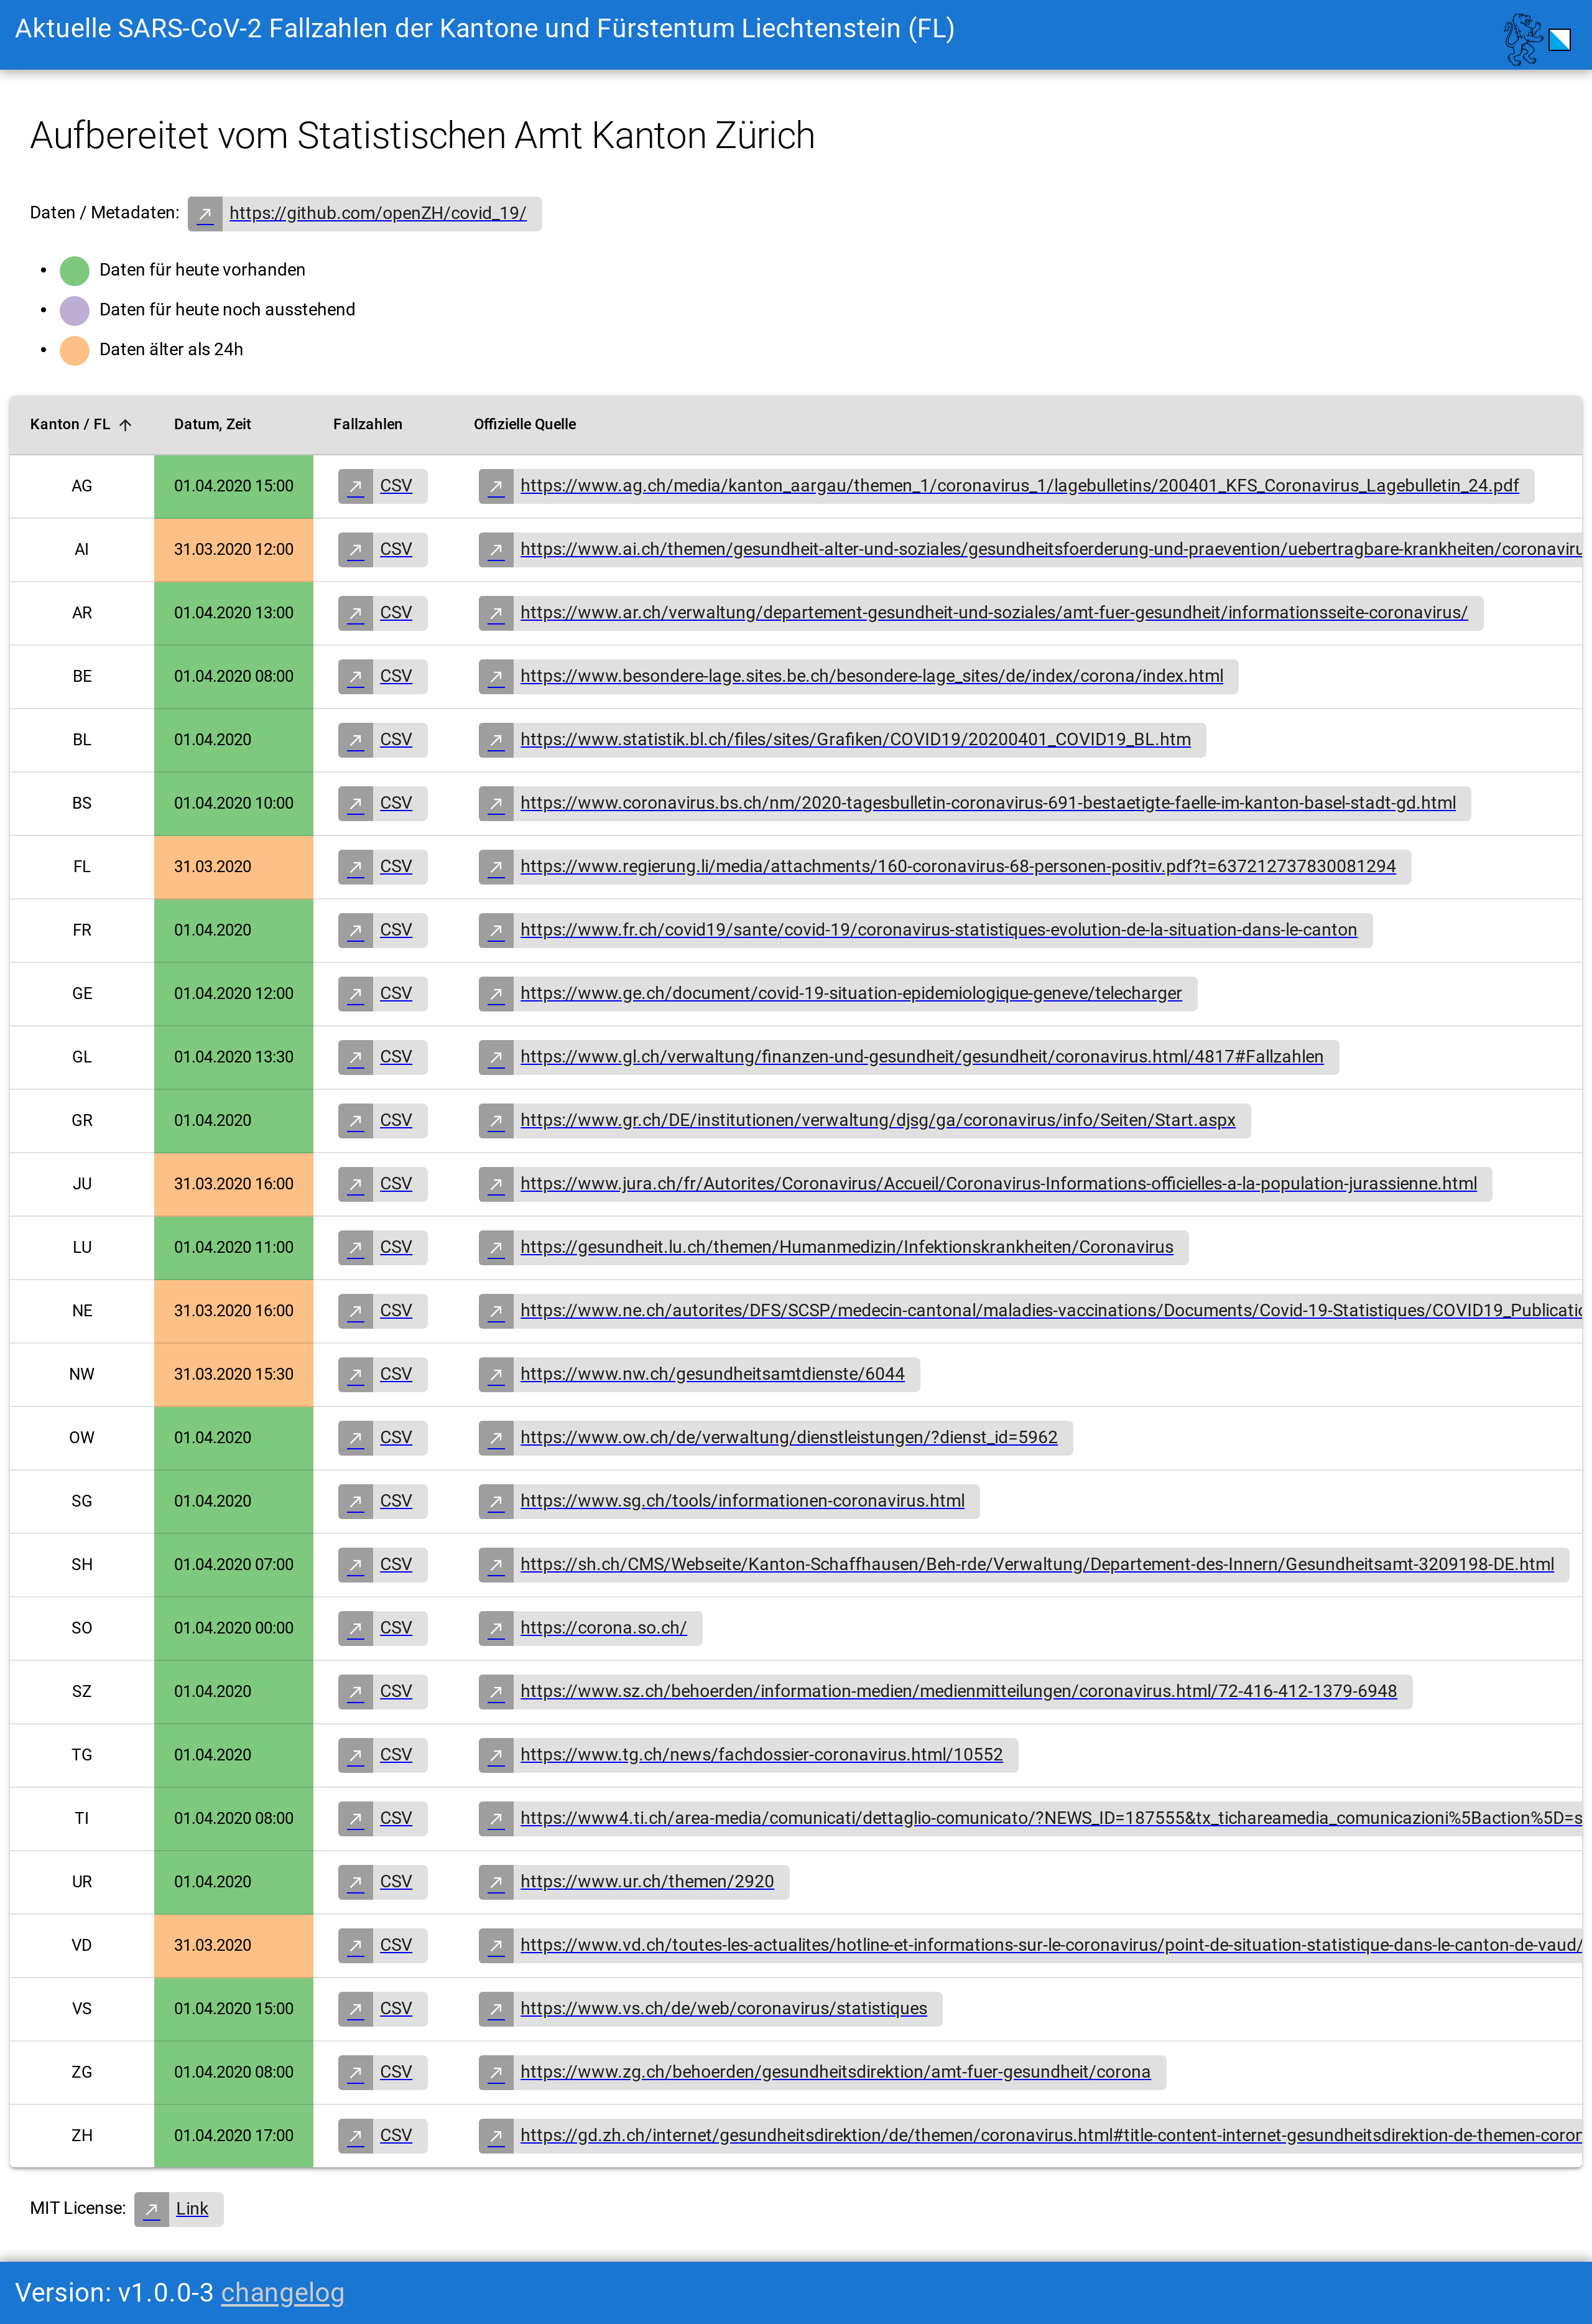 Aktuelle SARS-CoV-2 Fallzahlen der Kantone und Fürstentum Liechtenstein (FL)
Aufbereitet vom Statistischen Amt Kanton Zürich
Daten / Metadaten: https://github.com/openZH/covid_19/
Daten für heute vorhanden
Daten für heute noch ausstehend
Daten älter als 24h
Kanton / FL Datum, Zeit Fallzahlen Offizielle Quelle
AG 01.04.2020 15:00 CSV https://www.ag.ch/media/kanton_aargau/themen_1/coronavirus_1/lagebulletins/200401_KFS_Coronavirus_Lagebulletin_24.pdf
AI 31.03.2020 12:00 CSV https://www.ai.ch/themen/gesundheit-alter-und-soziales/gesundheitsfoerderung-und-praevention/uebertragbare-krankheiten/coronaviru
AR 01.04.2020 13:00 CSV https://www.ar.ch/verwaltung/departement-gesundheit-und-soziales/amt-fuer-gesundheit/informationsseite-coronavirus/
BE 01.04.2020 08:00 CSV https://www.besondere-lage.sites.be.ch/besondere-lage_sites/de/index/corona/index.html
BL 01.04.2020 CSV https://www.statistik.bl.ch/files/sites/Grafiken/COVID19/20200401_COVID19_BL.htm
BS 01.04.2020 10:00 CSV https://www.coronavirus.bs.ch/nm/2020-tagesbulletin-coronavirus-691-bestaetigte-faelle-im-kanton-basel-stadt-gd.html
FL 31.03.2020 CSV https://www.regierung.li/media/attachments/160-coronavirus-68-personen-positiv.pdf?t=637212737830081294
FR 01.04.2020 CSV https://www.fr.ch/covid19/sante/covid-19/coronavirus-statistiques-evolution-de-la-situation-dans-le-canton
GE 01.04.2020 12:00 CSV https://www.ge.ch/document/covid-19-situation-epidemiologique-geneve/telecharger
GL 01.04.2020 13:30 CSV https://www.gl.ch/verwaltung/finanzen-und-gesundheit/gesundheit/coronavirus.html/4817#Fallzahlen
GR 01.04.2020 CSV https://www.gr.ch/DE/institutionen/verwaltung/djsg/ga/coronavirus/info/Seiten/Start.aspx
JU 31.03.2020 16:00 CSV https://www.jura.ch/fr/Autorites/Coronavirus/Accueil/Coronavirus-Informations-officielles-a-la-population-jurassienne.html
LU 01.04.2020 11:00 CSV https://gesundheit.lu.ch/themen/Humanmedizin/Infektionskrankheiten/Coronavirus
NE 31.03.2020 16:00 CSV https://www.ne.ch/autorites/DFS/SCSP/medecin-cantonal/maladies-vaccinations/Documents/Covid-19-Statistiques/COVID19_Publicatio
NW 31.03.2020 15:30 CSV https://www.nw.ch/gesundheitsamtdienste/6044
OW 01.04.2020 CSV https://www.ow.ch/de/verwaltung/dienstleistungen/?dienst_id=5962
SG 01.04.2020 CSV https://www.sg.ch/tools/informationen-coronavirus.html
SH 01.04.2020 07:00 CSV https://sh.ch/CMS/Webseite/Kanton-Schaffhausen/Beh-rde/Verwaltung/Departement-des-Innern/Gesundheitsamt-3209198-DE.html
SO 01.04.2020 00:00 CSV https://corona.so.ch/
SZ 01.04.2020 CSV https://www.sz.ch/behoerden/information-medien/medienmitteilungen/coronavirus.html/72-416-412-1379-6948
TG 01.04.2020 CSV https://www.tg.ch/news/fachdossier-coronavirus.html/10552
TI 01.04.2020 08:00 CSV https://www4.ti.ch/area-media/comunicati/dettaglio-comunicato/?NEWS_ID=187555&tx_tichareamedia_comunicazioni%5Baction%5D=s
UR 01.04.2020 CSV https://www.ur.ch/themen/2920
VD 31.03.2020 CSV https://www.vd.ch/toutes-les-actualites/hotline-et-informations-sur-le-coronavirus/point-de-situation-statistique-dans-le-canton-de-vaud/
VS 01.04.2020 15:00 CSV https://www.vs.ch/de/web/coronavirus/statistiques
ZG 01.04.2020 08:00 CSV https://www.zg.ch/behoerden/gesundheitsdirektion/amt-fuer-gesundheit/corona
ZH 01.04.2020 17:00 CSV https://gd.zh.ch/internet/gesundheitsdirektion/de/themen/coronavirus.html#title-content-internet-gesundheitsdirektion-de-themen-coron
MIT License: Link
Version: v1.0.0-3 changelog